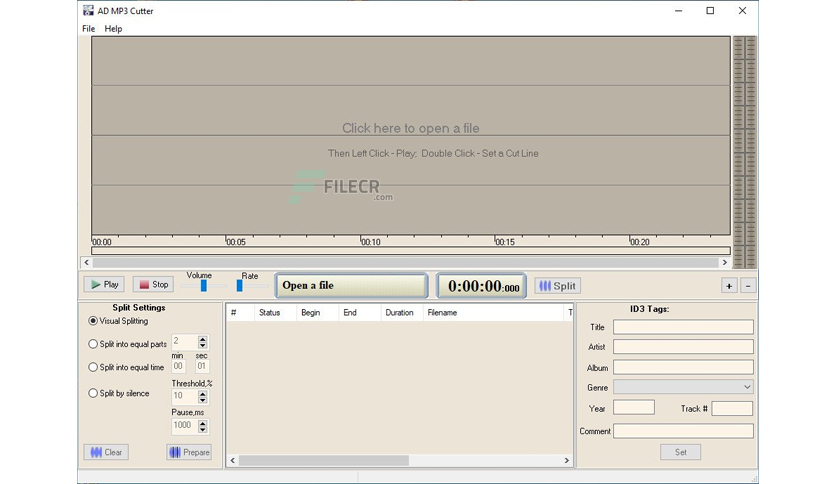 AD MP3 Cutter
File Help
Click here to open a file
Then Left Click - Play; Double Click - Set a Cut Line
FILECR
.com
00:00 00:05 00:10 00:15 00:20
Play Stop Volume Rate Open a file 0:00:00:000 Split + -
Split Settings
Visual Splitting
Split into equal parts 2
min sec
Split into equal time 00 01
Split by silence Threshold,%
10
Pause,ms
1000
Clear Prepare
# Status Begin End Duration Filename T
ID3 Tags:
Title
Artist
Album
Genre
Year Track #
Comment
Set